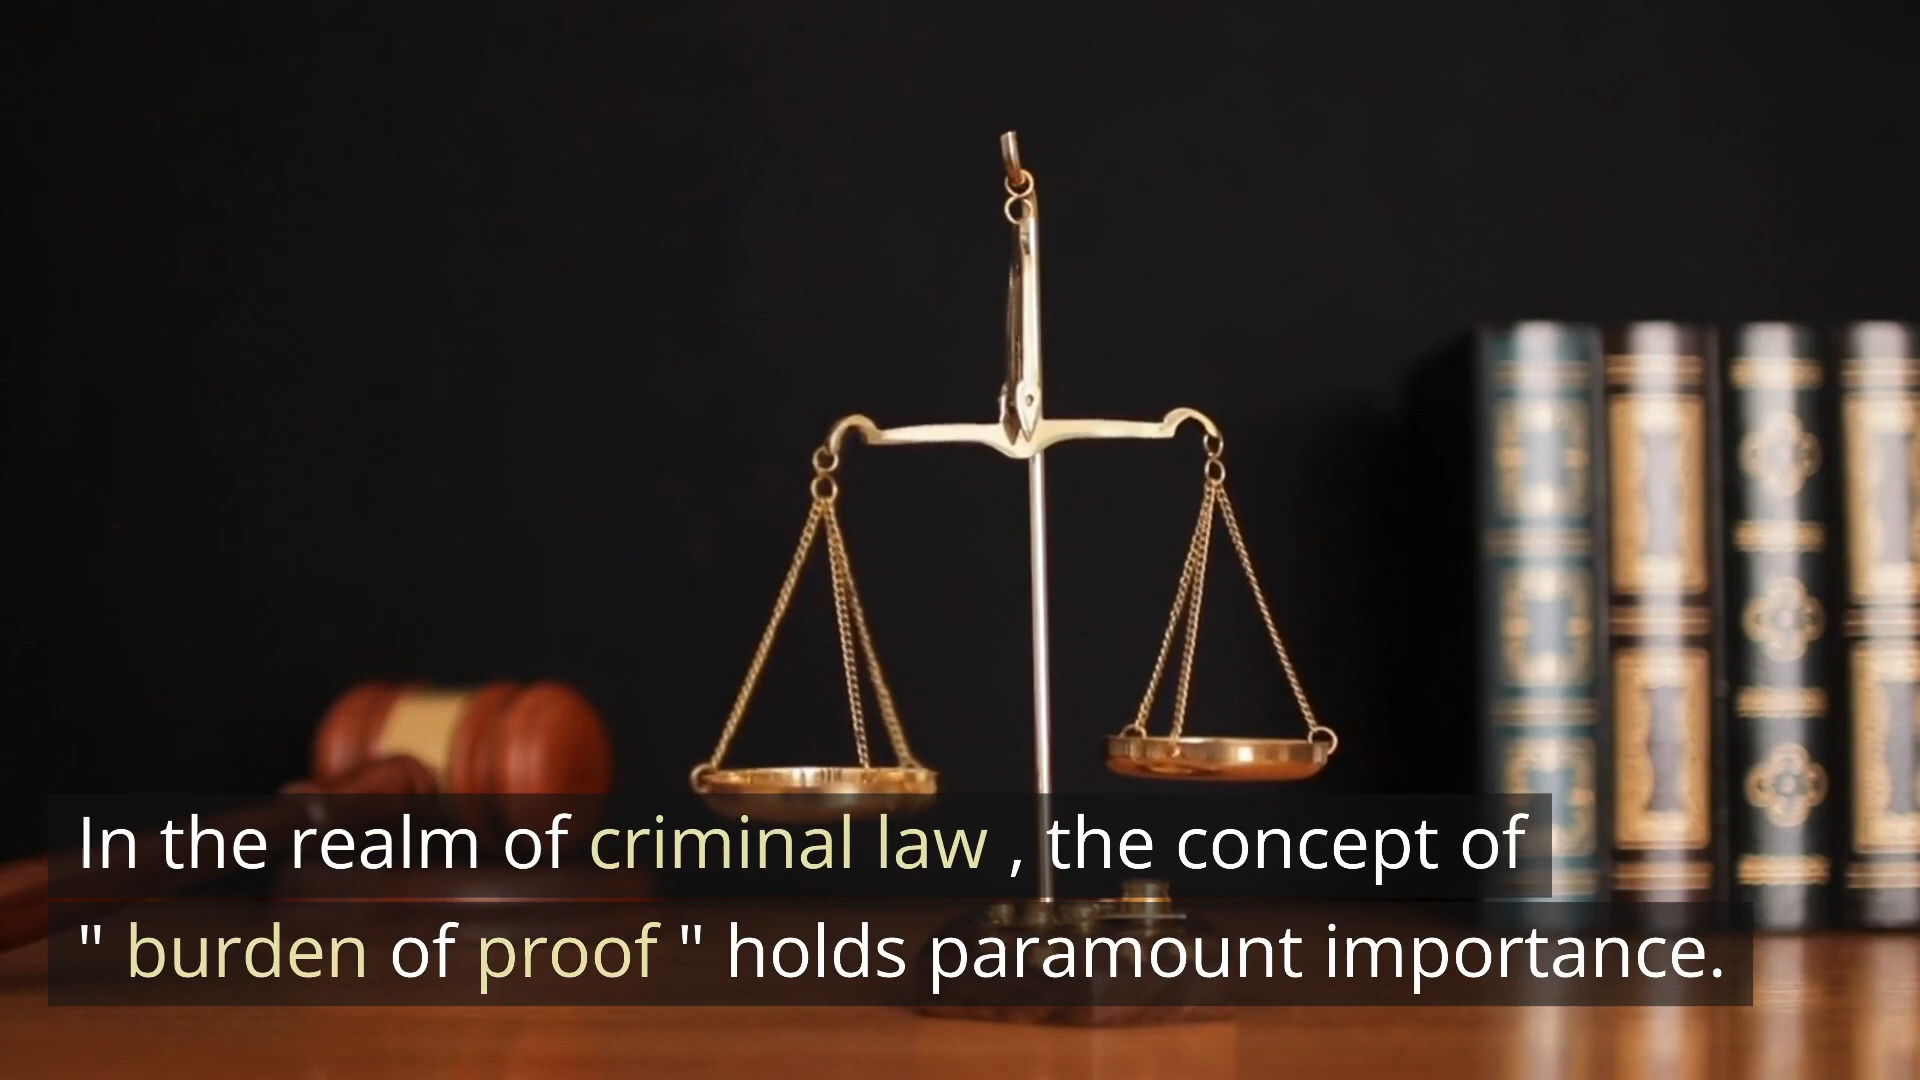 In the realm of criminal law , the concept of
" burden of proof " holds paramount importance.